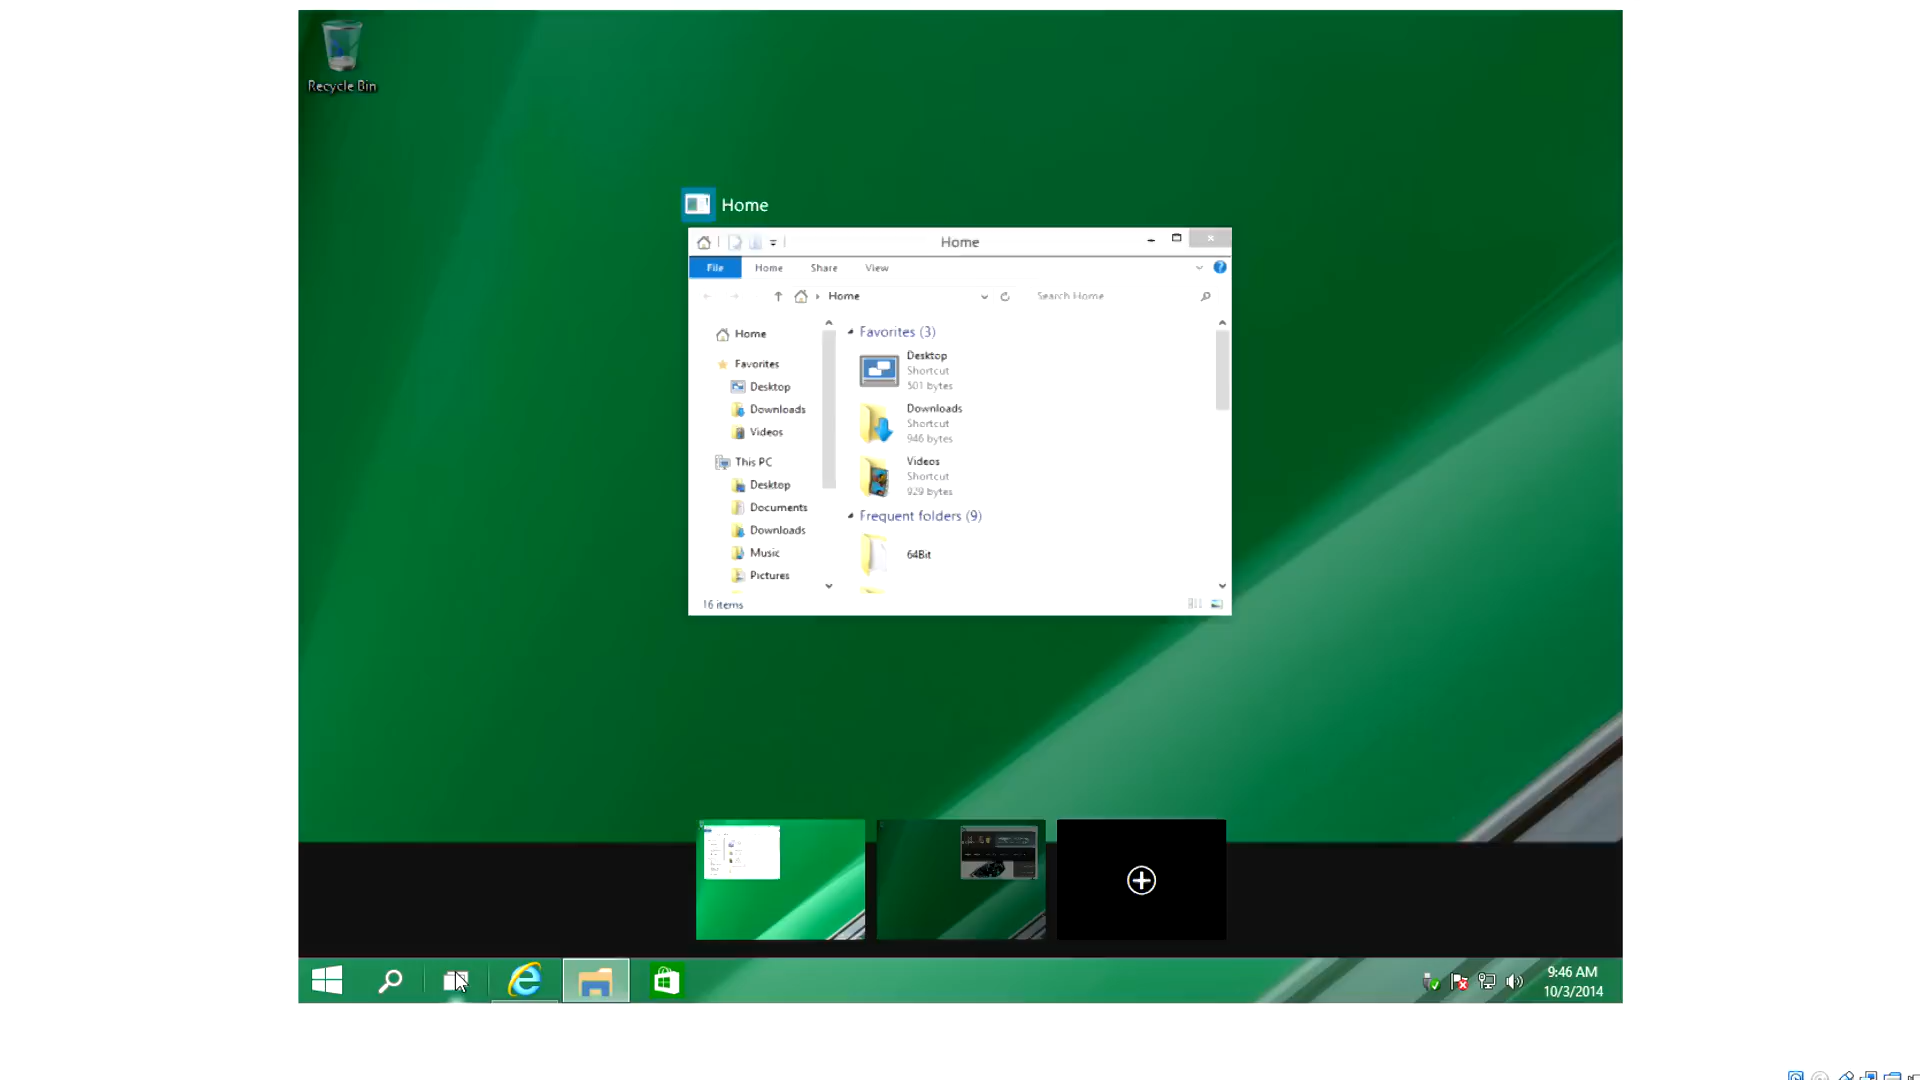 Recycle Bin
Home
Home
File Home Share View
Home
Search Home
Home
Favorites
Desktop
Downloads
Videos
This PC
Desktop
Documents
Downloads
Music
Pictures
Favorites (3)
Desktop
Shortcut
501 bytes
Downloads
Shortcut
946 bytes
Videos
Shortcut
929 bytes
Frequent folders (9)
64Bit
16 items
9:46 AM
10/3/2014